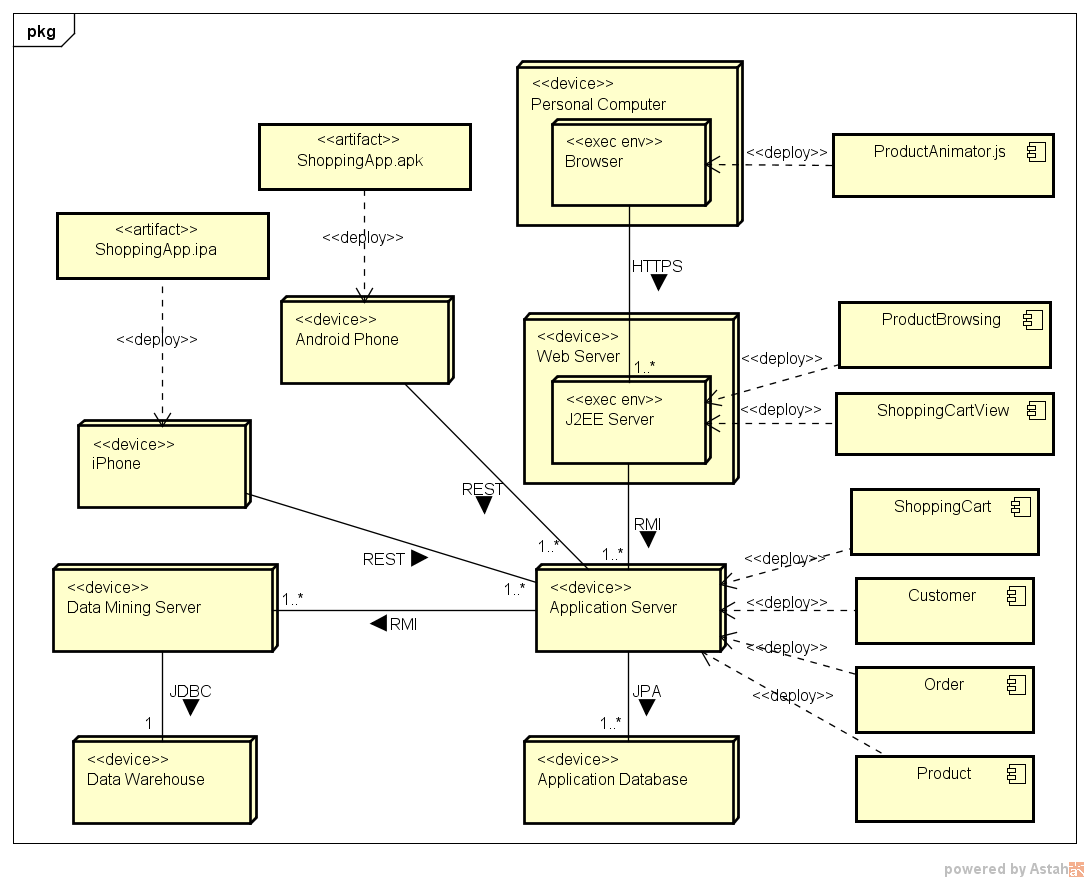 pkg
<<device>>
Personal Computer
<<exec env>>
Browser
<<deploy>>
ProductAnimator.js
<<artifact>>
ShoppingApp.apk
<<artifact>>
ShoppingApp.ipa
<<deploy>>
<<deploy>>
HTTPS
<<device>>
Android Phone
<<device>>
Web Server
1..*
<<exec env>>
J2EE Server
<<deploy>>
ProductBrowsing
<<deploy>>
ShoppingCartView
<<device>>
iPhone
REST
REST
1..*
1..*
RMI
1..*
<<deploy>>
ShoppingCart
<<device>>
Data Mining Server
1..*
RMI
<<device>>
Application Server
<<deploy>>
Customer
<<deploy>>
Order
<<deploy>>
Product
JDBC
1
JPA
1..*
<<device>>
Data Warehouse
<<device>>
Application Database
powered by Astah